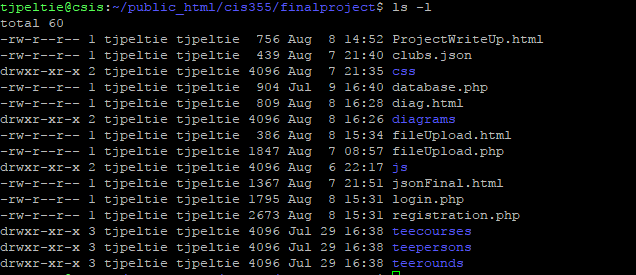 tjpeltie@csis:~/public_html/cis355/finalproject$ ls -l
total 60
-rw-r--r-- 1 tjpeltie tjpeltie  756 Aug  8 14:52 ProjectWriteUp.html
-rw-r--r-- 1 tjpeltie tjpeltie  439 Aug  7 21:40 clubs.json
drwxr-xr-x 2 tjpeltie tjpeltie 4096 Aug  7 21:35 css
-rw-r--r-- 1 tjpeltie tjpeltie  904 Jul  9 16:40 database.php
-rw-r--r-- 1 tjpeltie tjpeltie  809 Aug  8 16:28 diag.html
drwxr-xr-x 2 tjpeltie tjpeltie 4096 Aug  8 16:26 diagrams
-rw-r--r-- 1 tjpeltie tjpeltie  386 Aug  8 15:34 fileUpload.html
-rw-r--r-- 1 tjpeltie tjpeltie 1847 Aug  7 08:57 fileUpload.php
drwxr-xr-x 2 tjpeltie tjpeltie 4096 Aug  6 22:17 js
-rw-r--r-- 1 tjpeltie tjpeltie 1367 Aug  7 21:51 jsonFinal.html
-rw-r--r-- 1 tjpeltie tjpeltie 1795 Aug  8 15:31 login.php
-rw-r--r-- 1 tjpeltie tjpeltie 2673 Aug  8 15:31 registration.php
drwxr-xr-x 3 tjpeltie tjpeltie 4096 Jul 29 16:38 teecourses
drwxr-xr-x 3 tjpeltie tjpeltie 4096 Jul 29 16:38 teepersons
drwxr-xr-x 3 tjpeltie tjpeltie 4096 Jul 29 16:38 teerounds